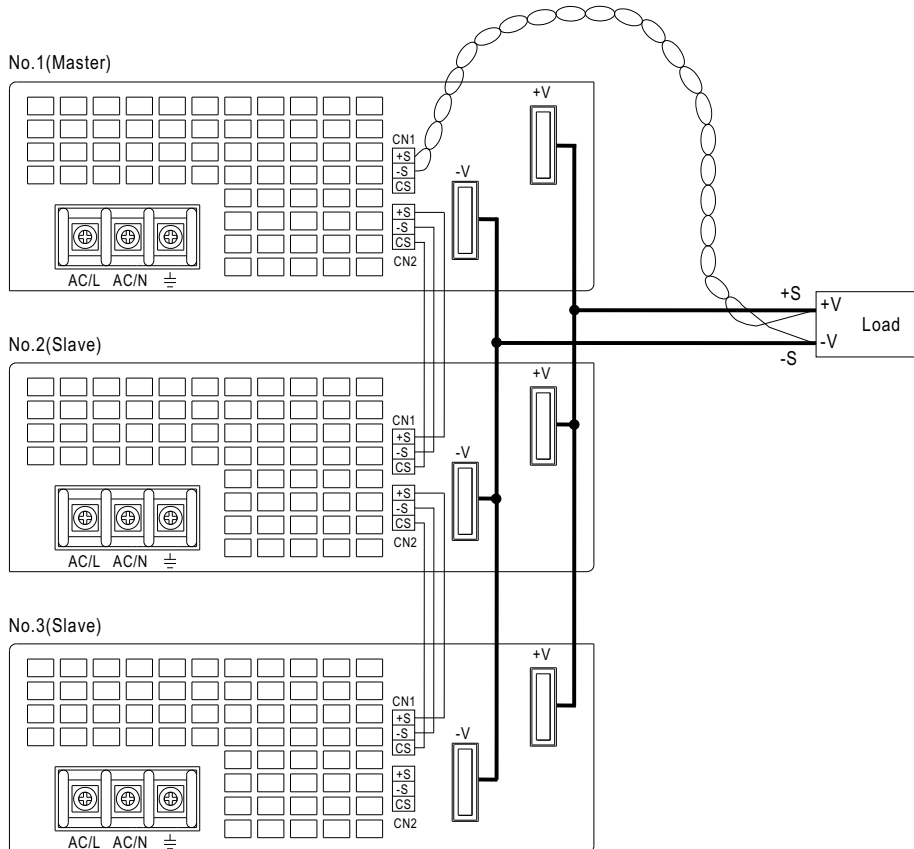 No.1(Master)
+V
CN1
+S
-S
CS
-V
+S
-S
CS
CN2
AC/L AC/N
+S
+V
Load
-V
-S
No.2(Slave)
+V
CN1
+S
-S
CS
-V
+S
-S
CS
CN2
AC/L AC/N
No.3(Slave)
+V
CN1
+S
-S
CS
-V
+S
-S
CS
CN2
AC/L AC/N